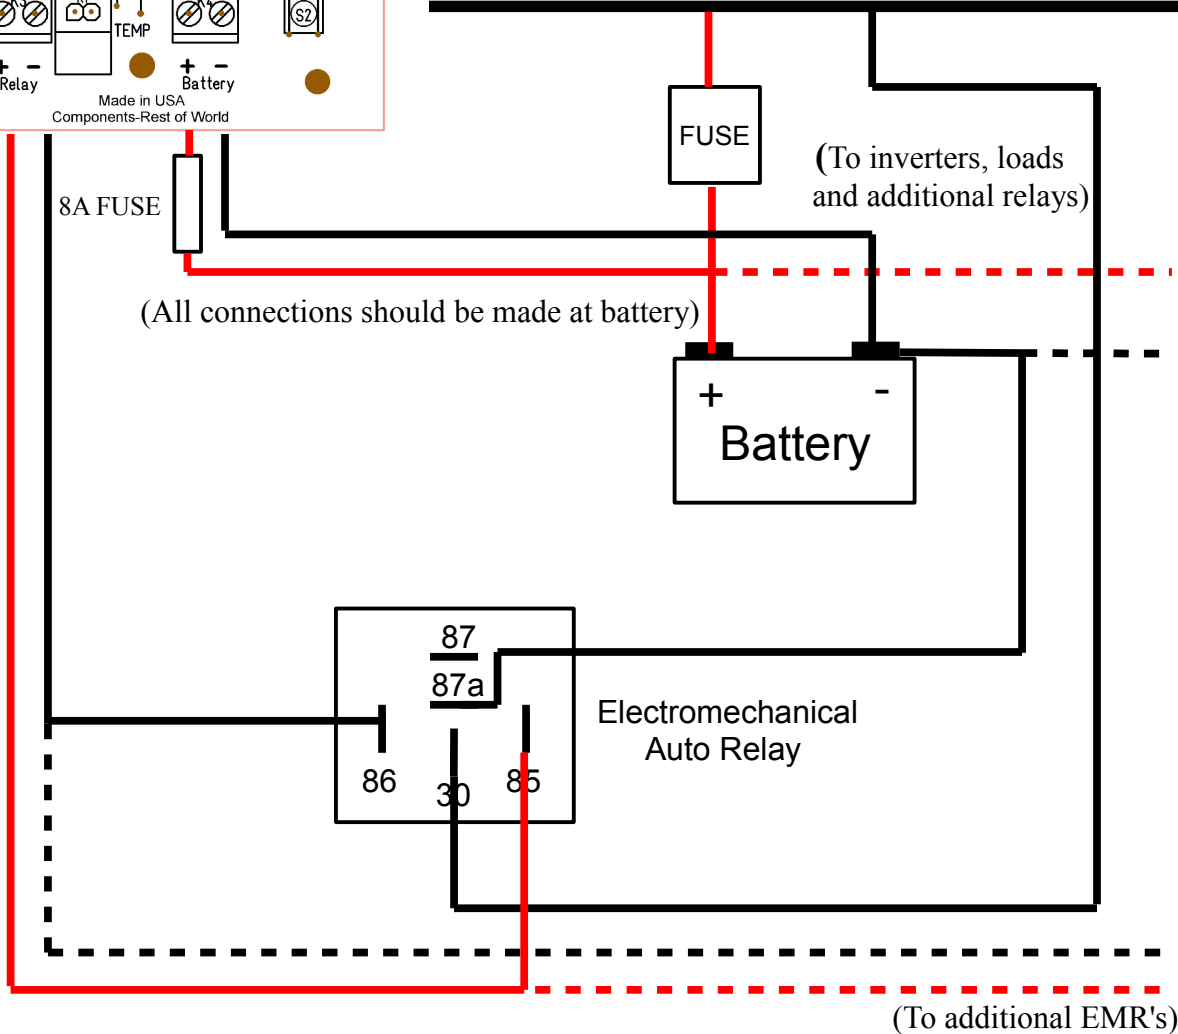 S2
TEMP
+ -
Relay
+ -
Battery
Made in USA
Components-Rest of World
FUSE
(To inverters, loads
and additional relays)
8A FUSE
(All connections should be made at battery)
+ -
Battery
87
87a
Electromechanical
Auto Relay
86
30
85
(To additional EMR's)